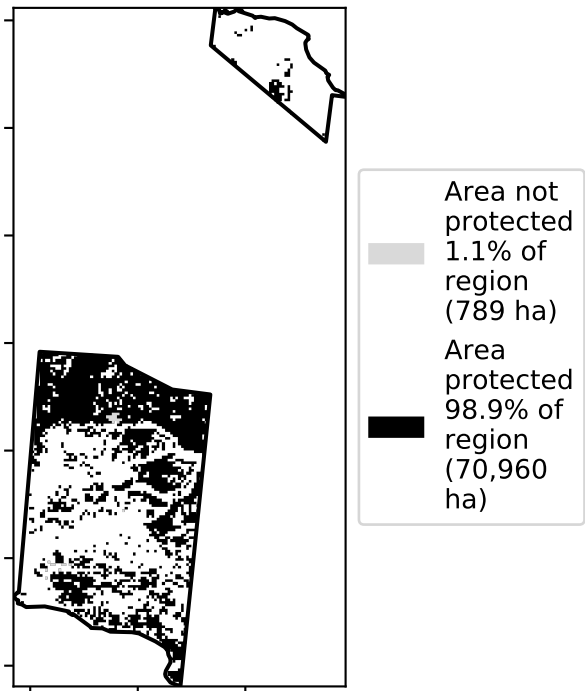 Area not
protected
1.1% of
region
(789 ha)
Area
protected
98.9% of
region
(70,960
ha)